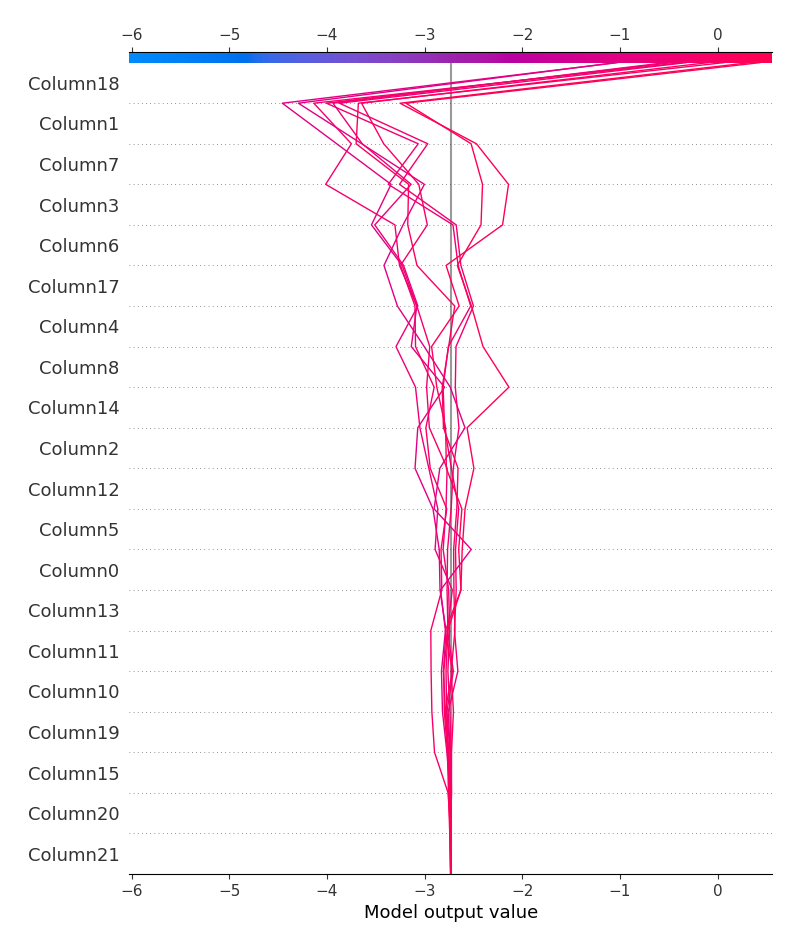 −6 −5 −4 −3 −2 −1 0
Column18
Column1
Column7
Column3
Column6
Column17
Column4
Column8
Column14
Column2
Column12
Column5
Column0
Column13
Column11
Column10
Column19
Column15
Column20
Column21
−6 −5 −4 −3 −2 −1 0
Model output value